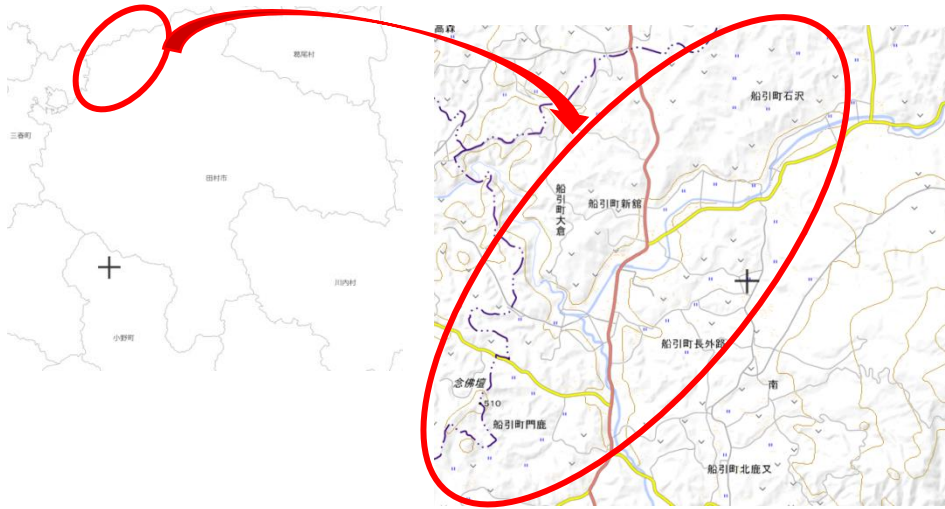 葛尾村
三春町
田村市
川内村
小野町
高森
船引町石沢
船引町大倉
船引町新舘
船引町長外路
南
念佛壇
510
船引町門鹿
船引町北鹿又